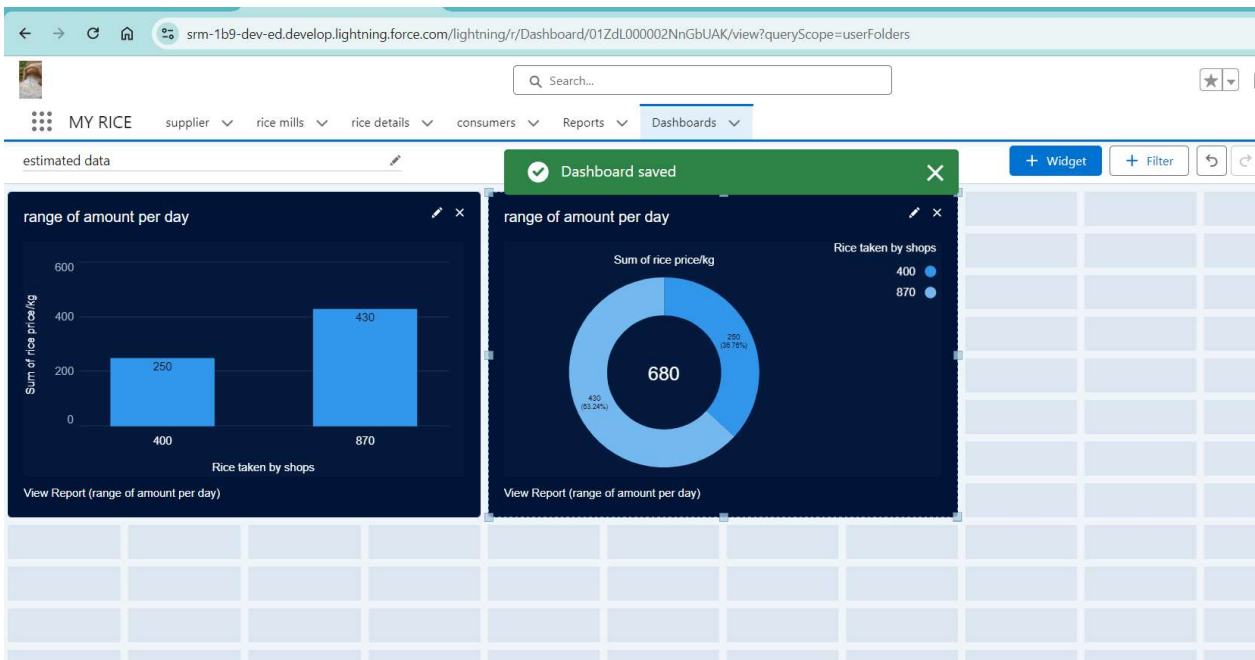 srm-1b9-dev-ed.develop.lightning.force.com/lightning/r/Dashboard/01ZdL000002NnGbUAK/view?queryScope=userFolders
Search...
MY RICE supplier rice mills rice details consumers Reports Dashboards
estimated data
Dashboard saved
+ Widget
+ Filter
range of amount per day
Sum of rice price/kg
600
400
200
0
250
430
400
870
Rice taken by shops
View Report (range of amount per day)
range of amount per day
Sum of rice price/kg
Rice taken by shops
400
870
250
(36.76%)
680
430
(63.24%)
View Report (range of amount per day)